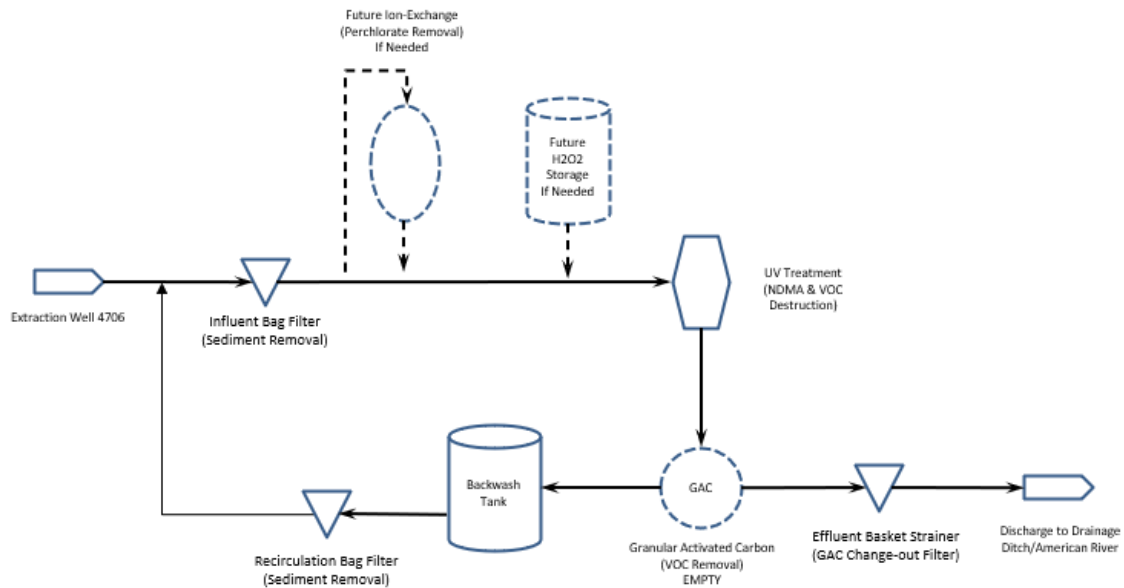 Future Ion-Exchange
(Perchlorate Removal)
If Needed
Future
H2O2
Storage
If Needed
UV Treatment
(NDMA & VOC
Destruction)
Extraction Well 4706
Influent Bag Filter
(Sediment Removal)
Backwash
Tank
GAC
Recirculation Bag Filter
(Sediment Removal)
Granular Activated Carbon
(VOC Removal)
EMPTY
Effluent Basket Strainer
(GAC Change-out Filter)
Discharge to Drainage
Ditch/American River